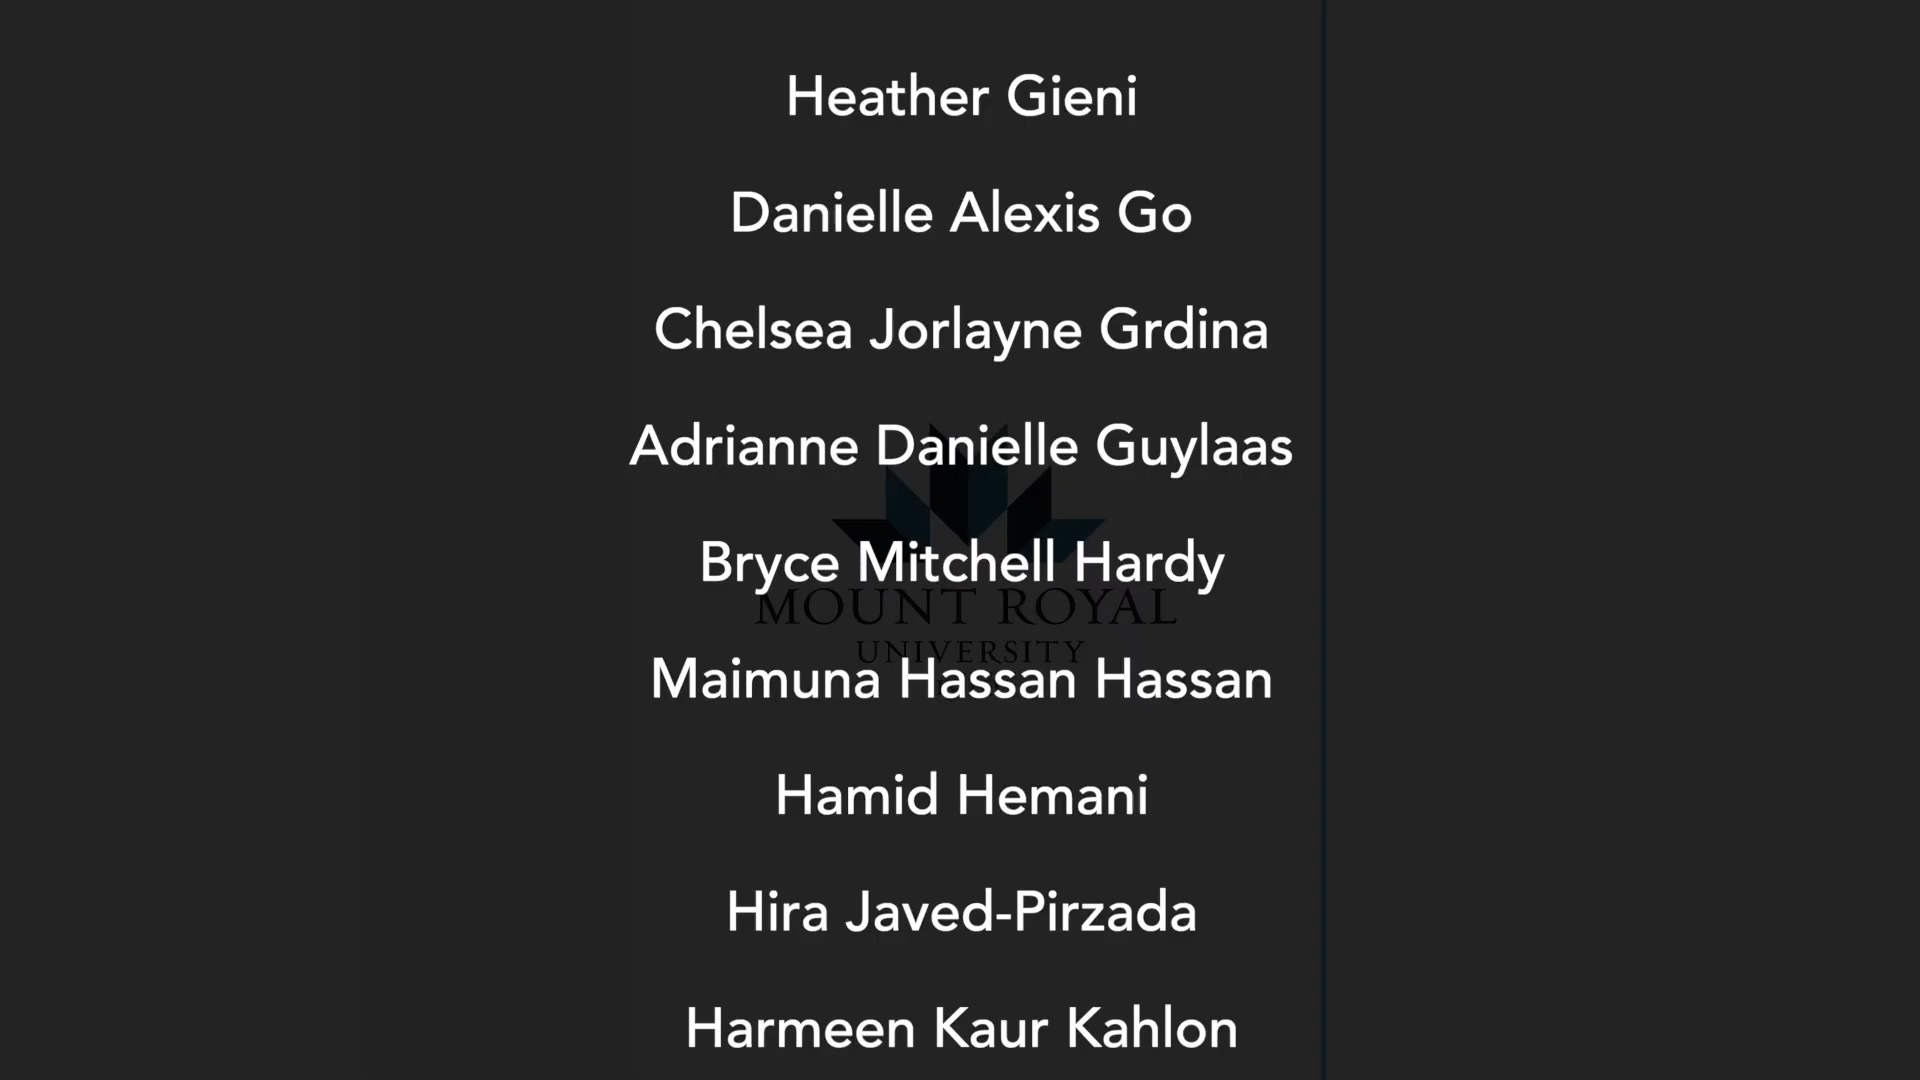 Heather Gieni
Danielle Alexis Go
Chelsea Jorlayne Grdina
Adrianne Danielle Guylaas
Bryce Mitchell Hardy
MOUNT ROYAL
UNIVERSITY
Maimuna Hassan Hassan
Hamid Hemani
Hira Javed-Pirzada
Harmeen Kaur Kahlon